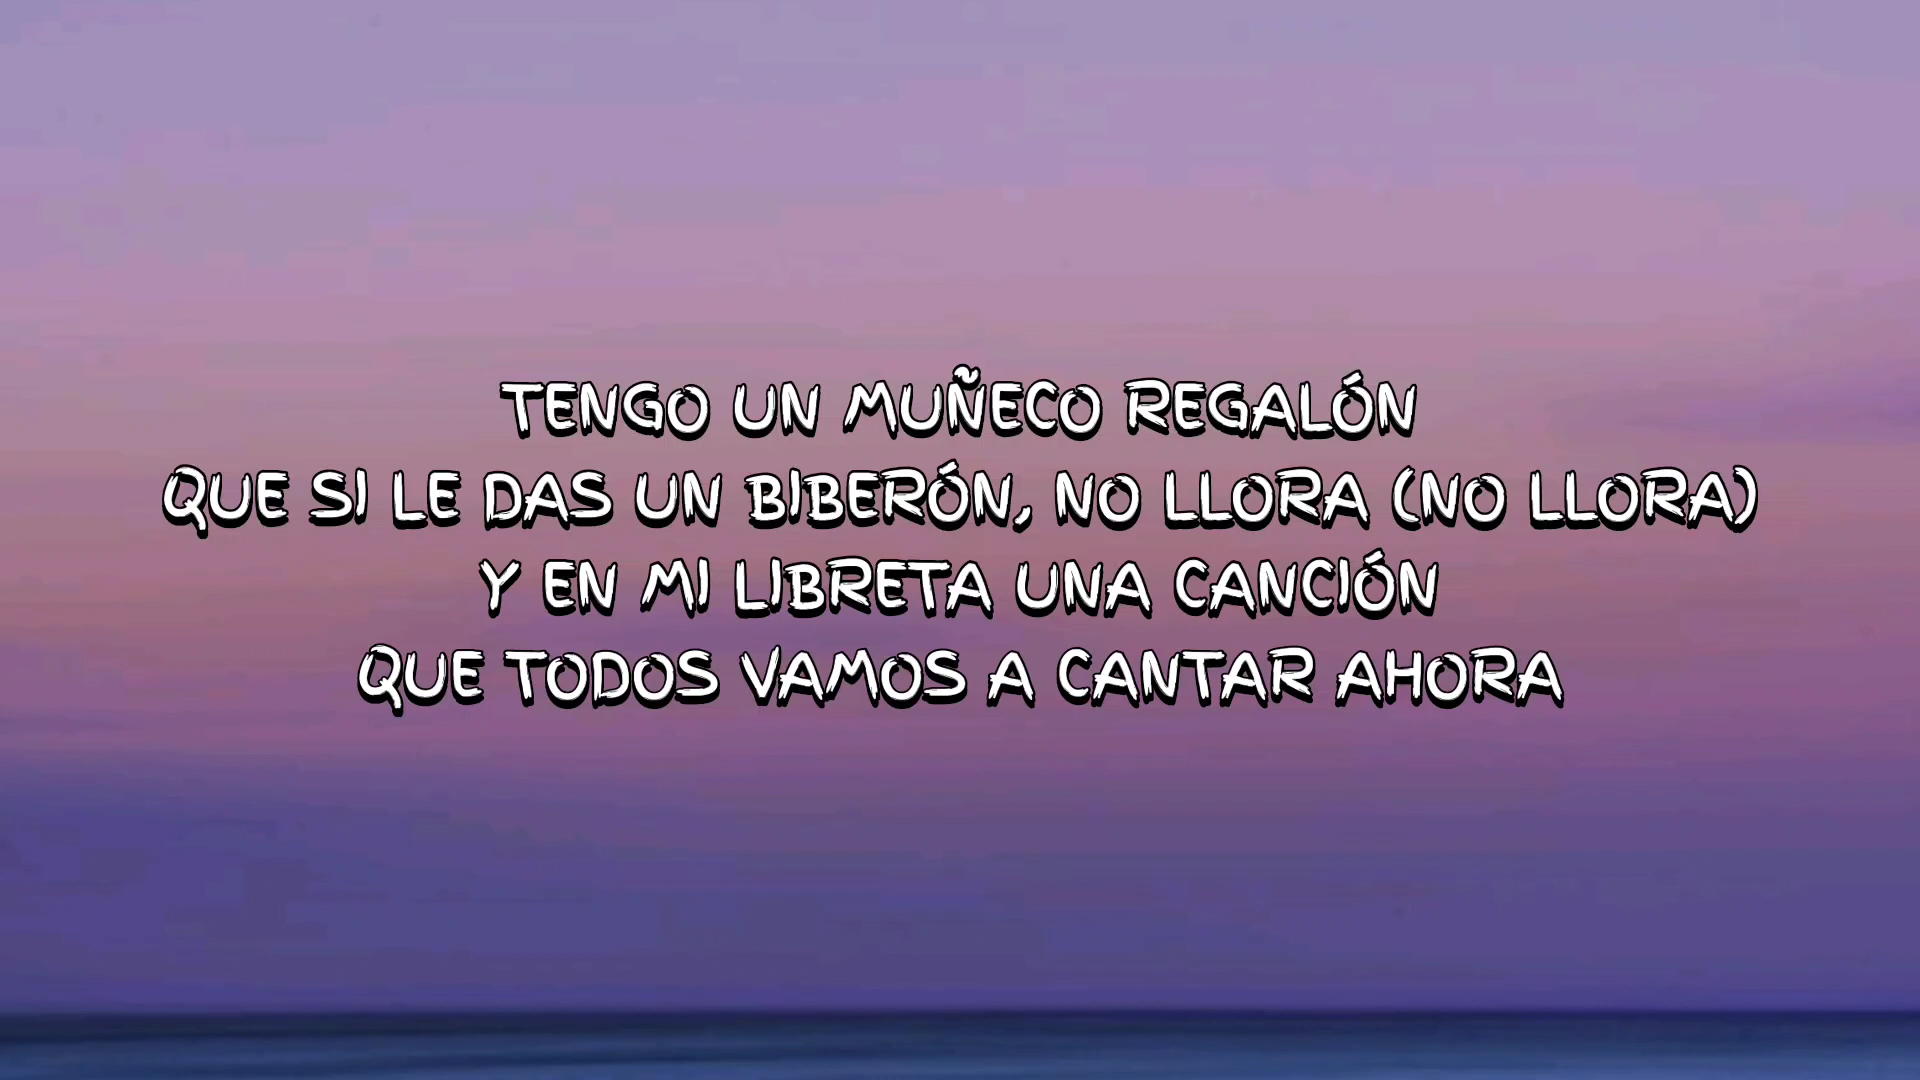 TENGO UN MUÑECO REGALÓN
QUE SI LE DAS UN BIBERÓN, NO LLORA (NO LLORA)
Y EN MI LIBRETA UNA CANCIÓN
QUE TODOS VAMOS A CANTAR AHORA